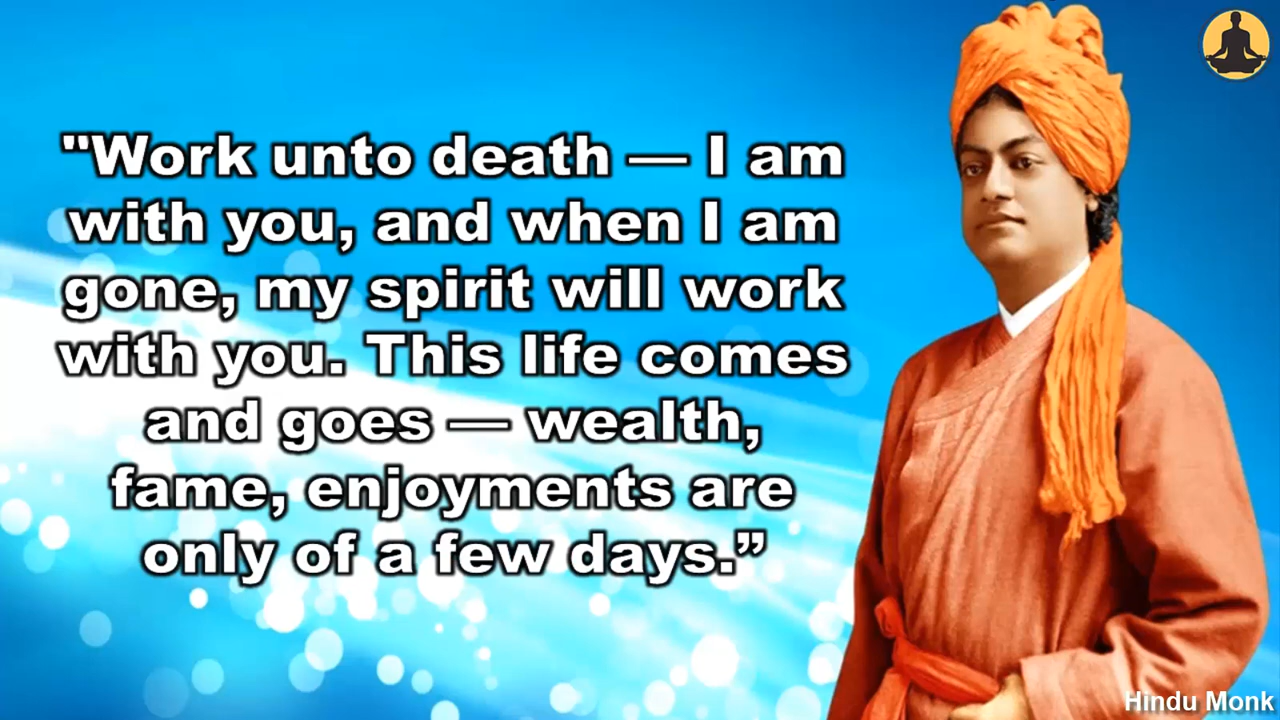 "Work unto death — I am
with you, and when I am
gone, my spirit will work
with you. This life comes
and goes — wealth,
fame, enjoyments are
only of a few days.”
Hindu Monk